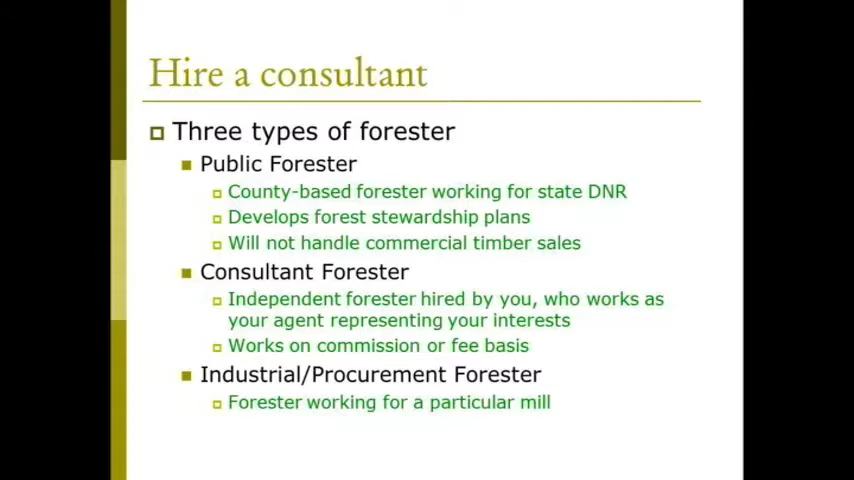 Hire a consultant
Three types of forester
Public Forester
County-based forester working for state DNR
Develops forest stewardship plans
Will not handle commercial timber sales
Consultant Forester
Independent forester hired by you, who works as
your agent representing your interests
Works on commission or fee basis
Industrial/Procurement Forester
Forester working for a particular mill